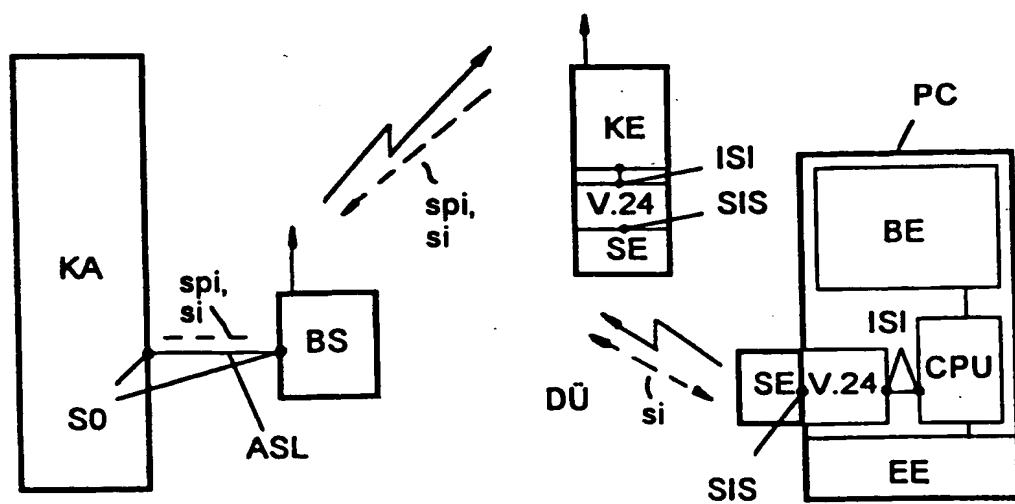 KA
S0
spi,
si
ASL
BS
spi,
si
KE
ISI
V.24
SIS
SE
DÜ
si
PC
BE
ISI
CPU
SE
V.24
SIS
EE